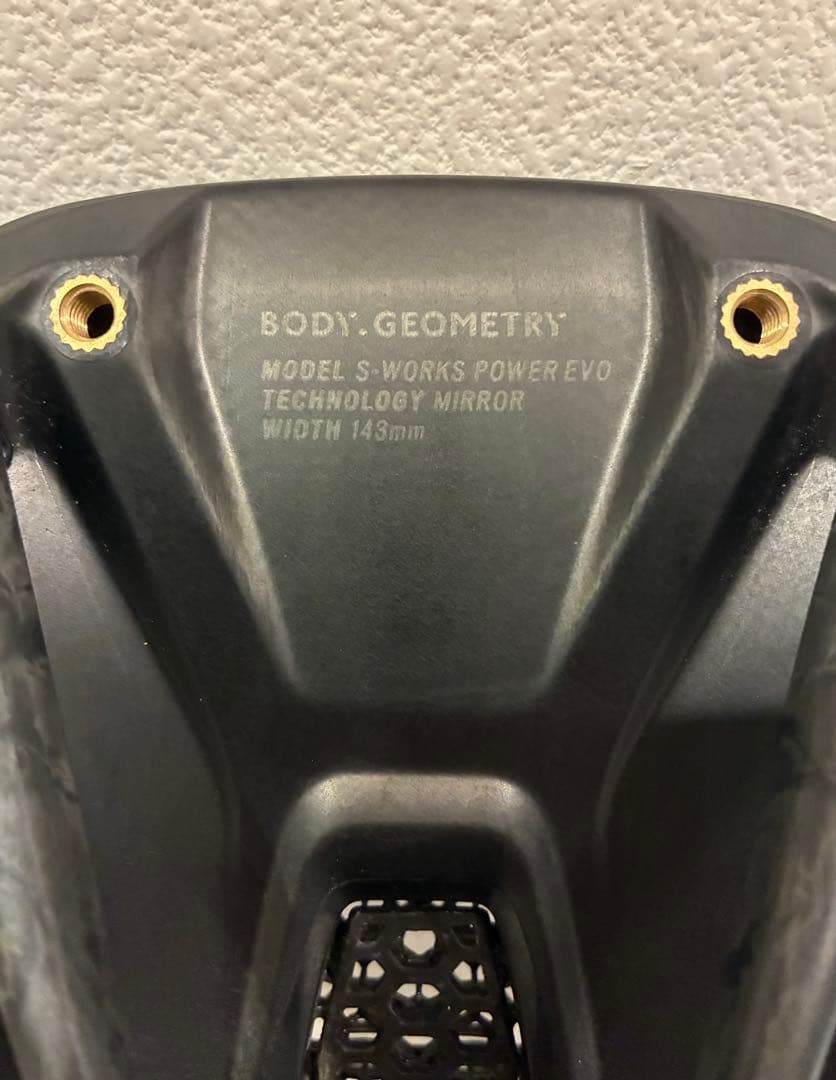 BODY.GEOMETRY
MODEL S-WORKS POWER EVO
TECHNOLOGY MIRROR
WIDTH 143mm